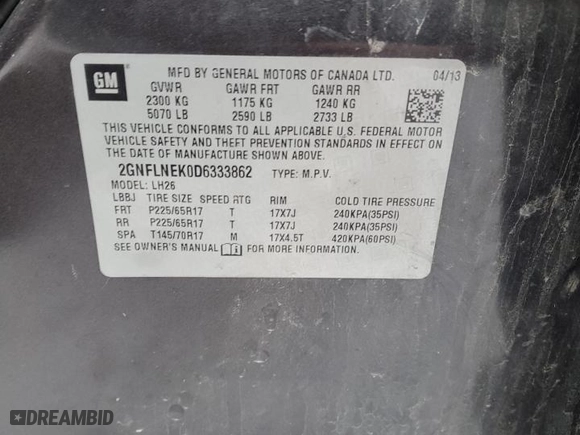 GM
MFD BY GENERAL MOTORS OF CANADA LTD. 04/13
GVWR GAWR FRT GAWR RR
2300 KG 1175 KG 1240 KG
5070 LB 2590 LB 2733 LB
THIS VEHICLE CONFORMS TO ALL APPLICABLE U.S. FEDERAL MOTOR
VEHICLE SAFETY AND THEFT PREVENTION STANDARDS IN EFFECT ON
THE DATE OF MANUFACTURE SHOWN ABOVE.
2GNFLNEK0D6333862 TYPE: M.P.V.
MODEL: LH26
LBBJ TIRE SIZE SPEED RTG RIM COLD TIRE PRESSURE
FRT P225/65R17 T 17X7J 240KPA(35PSI)
RR P225/65R17 T 17X7J 240KPA(35PSI)
SPA T145/70R17 M 17X4.5T 420KPA(60PSI)
SEE OWNER'S MANUAL FOR MORE INFORMATION.
DREAMBID